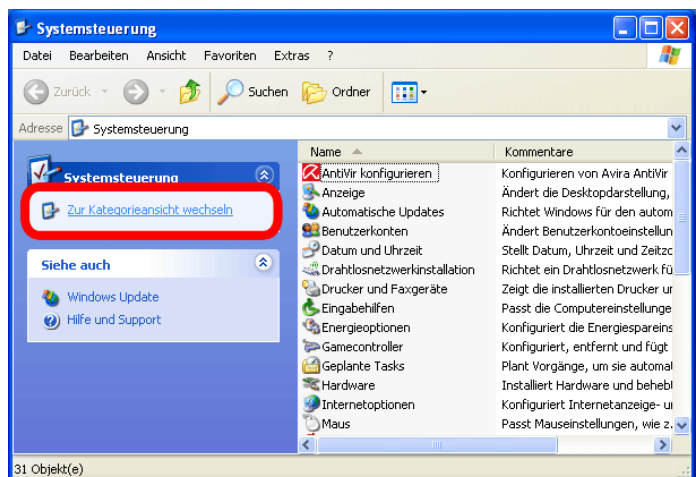 Systemsteuerung
Datei Bearbeiten Ansicht Favoriten Extras ?
Zurück Suchen Ordner
Adresse Systemsteuerung
Systemsteuerung
Zur Kategorieansicht wechseln
Siehe auch
Windows Update
Hilfe und Support
Name Kommentare
AntiVir konfigurieren Konfigurieren von Avira AntiVir
Anzeige Ändert die Desktopdarstellung,
Automatische Updates Richtet Windows für den autom
Benutzerkonten Ändert Benutzerkontoeinstellun
Datum und Uhrzeit Stellt Datum, Uhrzeit und Zeitzo
Drahtlosnetzwerkinstallation Richtet ein Drahtlosnetzwerk fü
Drucker und Faxgeräte Zeigt die installierten Drucker ur
Eingabehilfen Passt die Computereinstellunge
Energieoptionen Konfiguriert die Energiespareins
Gamecontroller Konfiguriert, entfernt und fügt
Geplante Tasks Plant Vorgänge, um sie automat
Hardware Installiert Hardware und behebt
Internetoptionen Konfiguriert Internetanzeige- u
Maus Passt Mauseinstellungen, wie z.
31 Objekt(e)